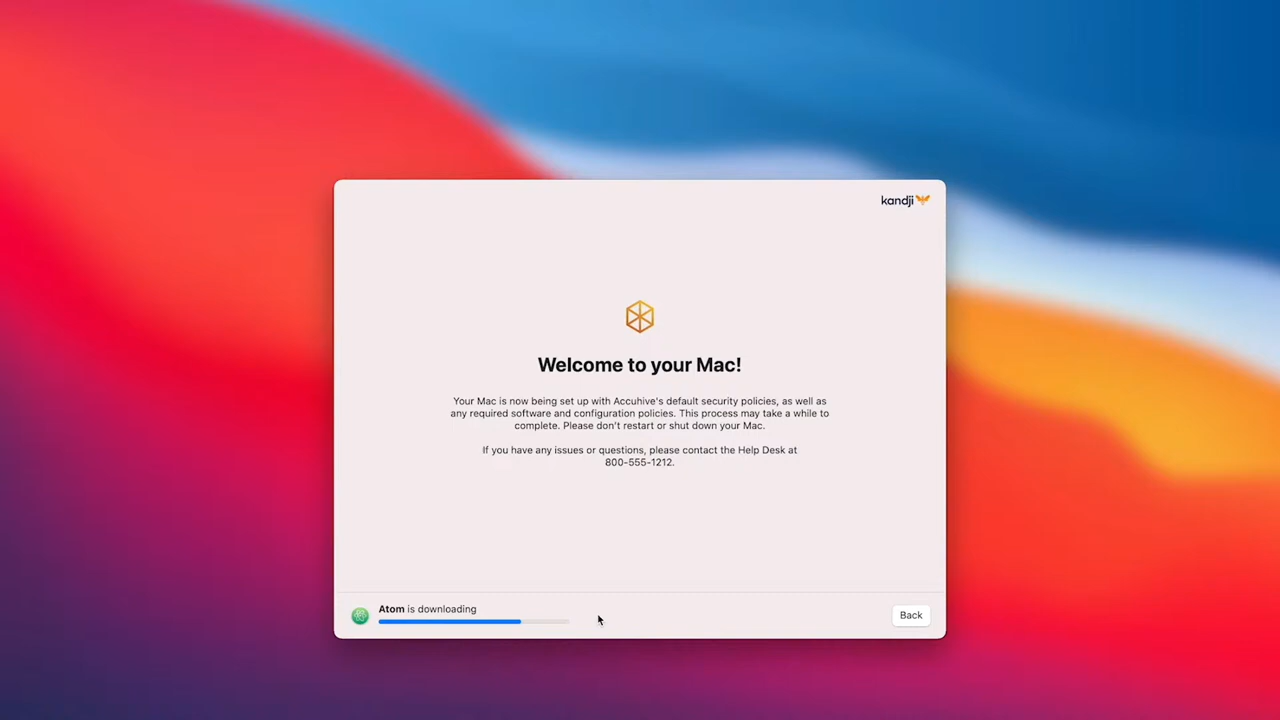 kandji
Welcome to your Mac!
Your Mac is now being set up with Accuhive's default security policies, as well as
any required software and configuration policies. This process may take a while to
complete. Please don't restart or shut down your Mac.
If you have any issues or questions, please contact the Help Desk at
800-555-1212.
Atom is downloading
Back